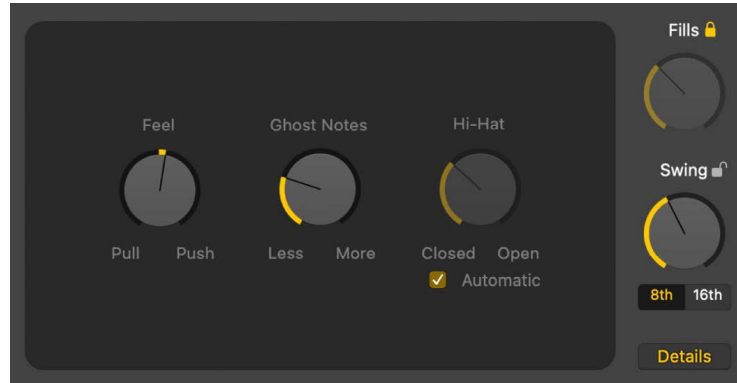 Fills
Feel
Ghost Notes
Hi-Hat
Swing
Pull Push
Less More
Closed Open
Automatic
8th 16th
Details